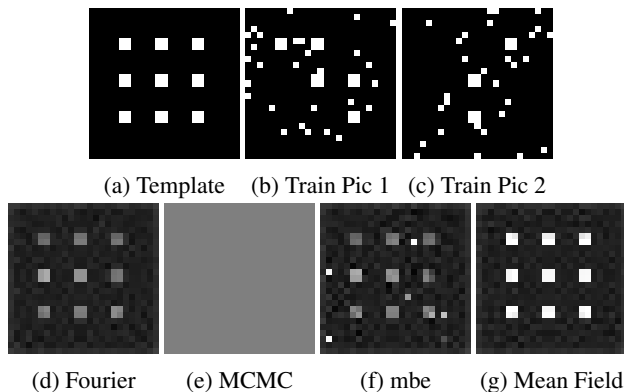 (a) Template (b) Train Pic 1 (c) Train Pic 2
(d) Fourier (e) MCMC (f) mbe (g) Mean Field